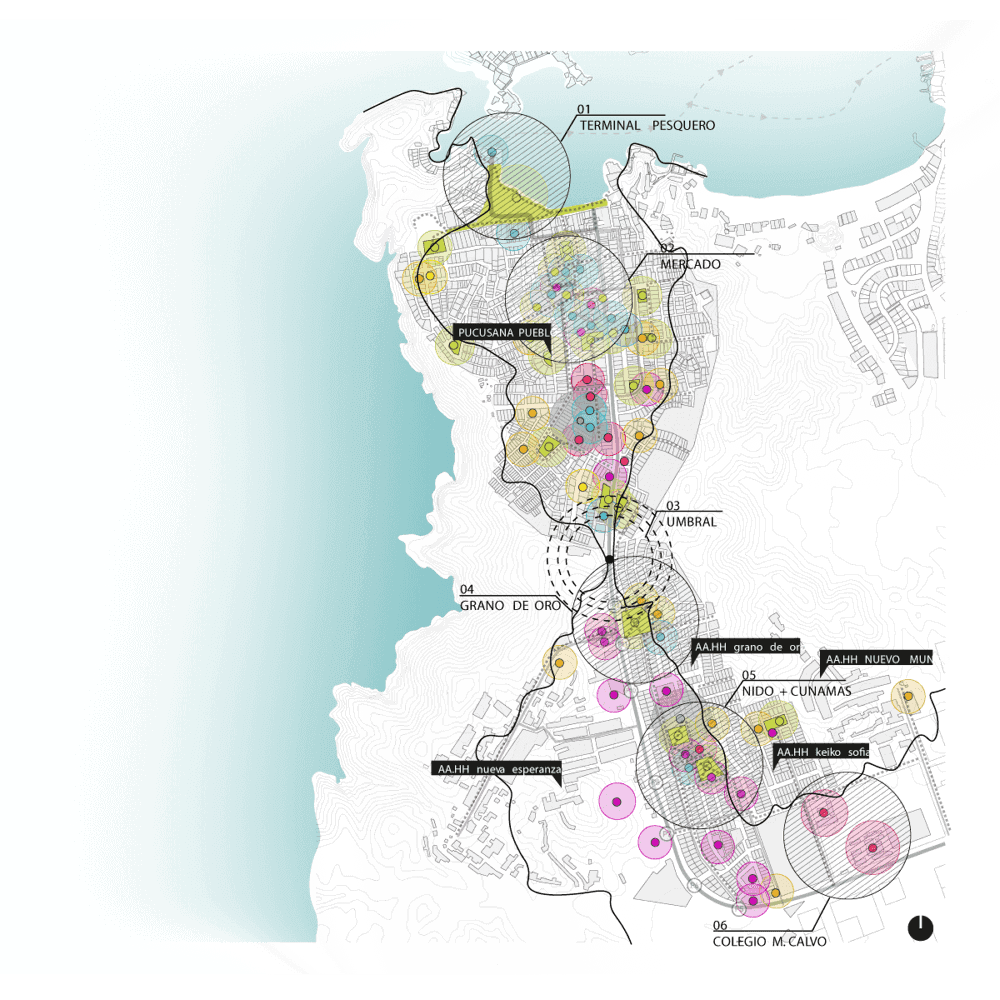 01
TERMINAL PESQUERO
02
MERCADO
PUCUSANA PUEBL
03
UMBRAL
04
GRANO DE ORO
AA.HH grano de or
AA.HH NUEVO MUN
05
NIDO + CUNAMAS
AA.HH keiko sofia
AA.HH nueva esperanza
06
COLEGIO M. CALVO